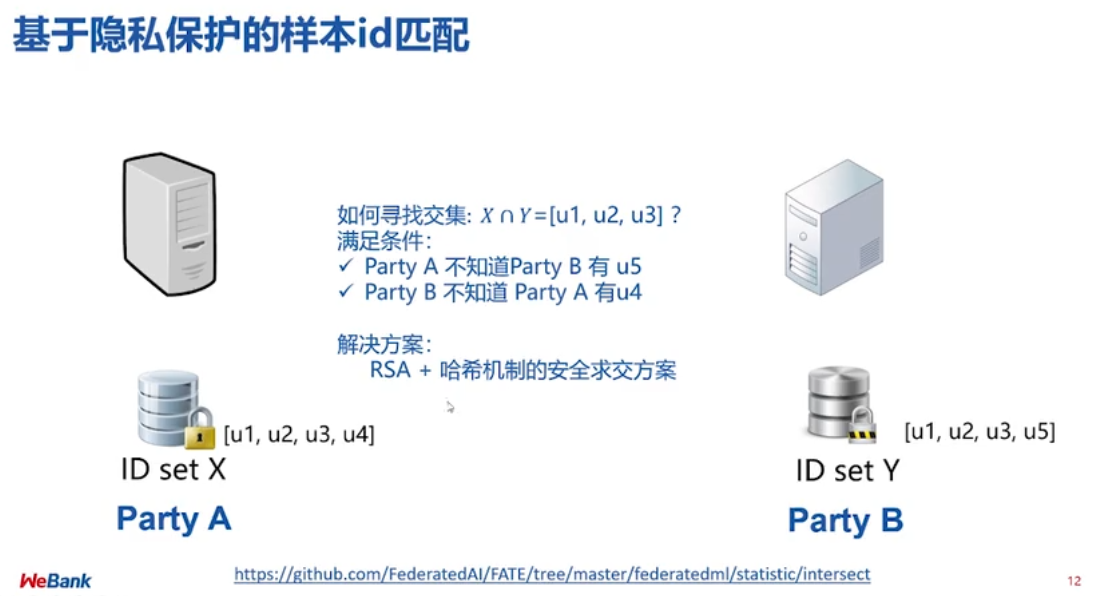 基于隐私保护的样本id匹配
如何寻找交集: X ∩ Y=[u1, u2, u3] ？
满足条件：
✓ Party A 不知道Party B 有 u5
✓ Party B 不知道 Party A 有u4
解决方案：
RSA + 哈希机制的安全求交方案
[u1, u2, u3, u4]
ID set X
Party A
[u1, u2, u3, u5]
ID set Y
Party B
WeBank
https://github.com/FederatedAI/FATE/tree/master/federatedml/statistic/intersect
12